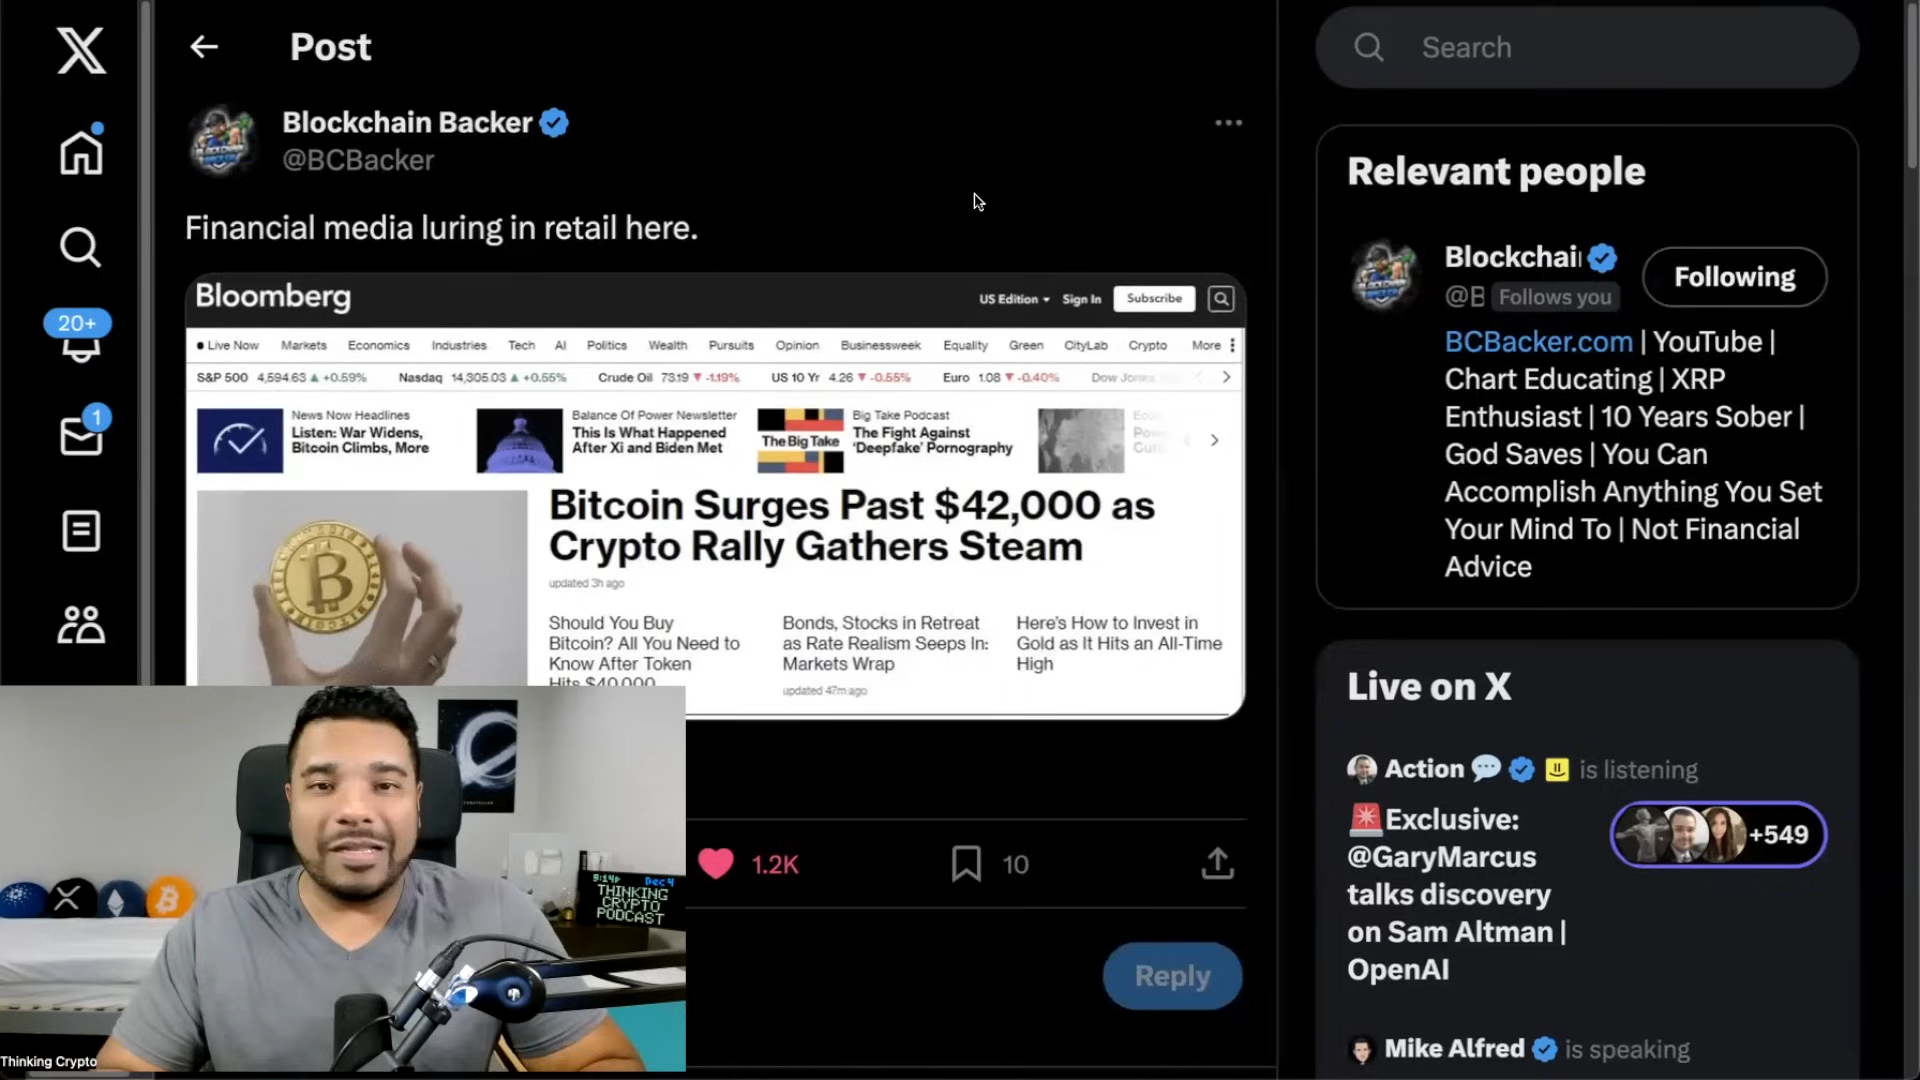 Post
Search
Blockchain Backer
@BCBacker
Financial media luring in retail here.
Bloomberg
US Edition
Sign In
Subscribe
Live Now Markets Economics Industries Tech AI Politics Wealth Pursuits Opinion Businessweek Equality Green CityLab Crypto More
S&P 500 4,594.63 ▲ +0.59% Nasdaq 14,305.03 ▲ +0.55% Crude Oil 73.19 ▼ -1.19% US 10 Yr 4.26 ▼ -0.55% Euro 1.08 ▼ -0.40% Dow Jones
News Now Headlines
Listen: War Widens,
Bitcoin Climbs, More
Balance Of Power Newsletter
This Is What Happened
After Xi and Biden Met
The Big Take
Big Take Podcast
The Fight Against
'Deepfake' Pornography
Bitcoin Surges Past $42,000 as
Crypto Rally Gathers Steam
updated 3h ago
Should You Buy
Bitcoin? All You Need to
Know After Token
Hits $40,000
Bonds, Stocks in Retreat
as Rate Realism Seeps In:
Markets Wrap
updated 47m ago
Here's How to Invest in
Gold as It Hits an All-Time
High
20+
1
1.2K
10
Reply
5:14p Dec 4
THINKING
CRYPTO
PODCAST
Thinking Crypto
Relevant people
Blockchai
@B
Follows you
Following
BCBacker.com | YouTube |
Chart Educating | XRP
Enthusiast | 10 Years Sober |
God Saves | You Can
Accomplish Anything You Set
Your Mind To | Not Financial
Advice
Live on X
Action 💬 is listening
🚨Exclusive:
@GaryMarcus
talks discovery
on Sam Altman |
OpenAI
+549
Mike Alfred is speaking